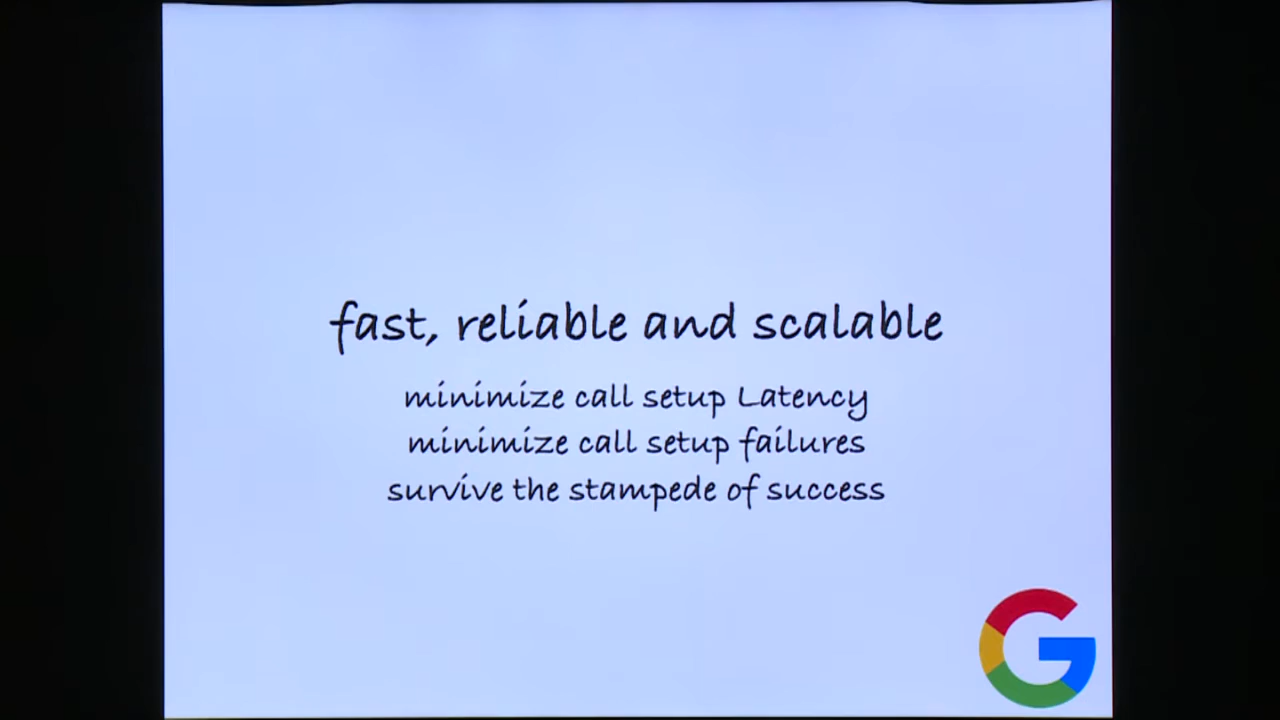 fast, reliable and scalable
minimize call setup Latency
minimize call setup failures
survive the stampede of success
G